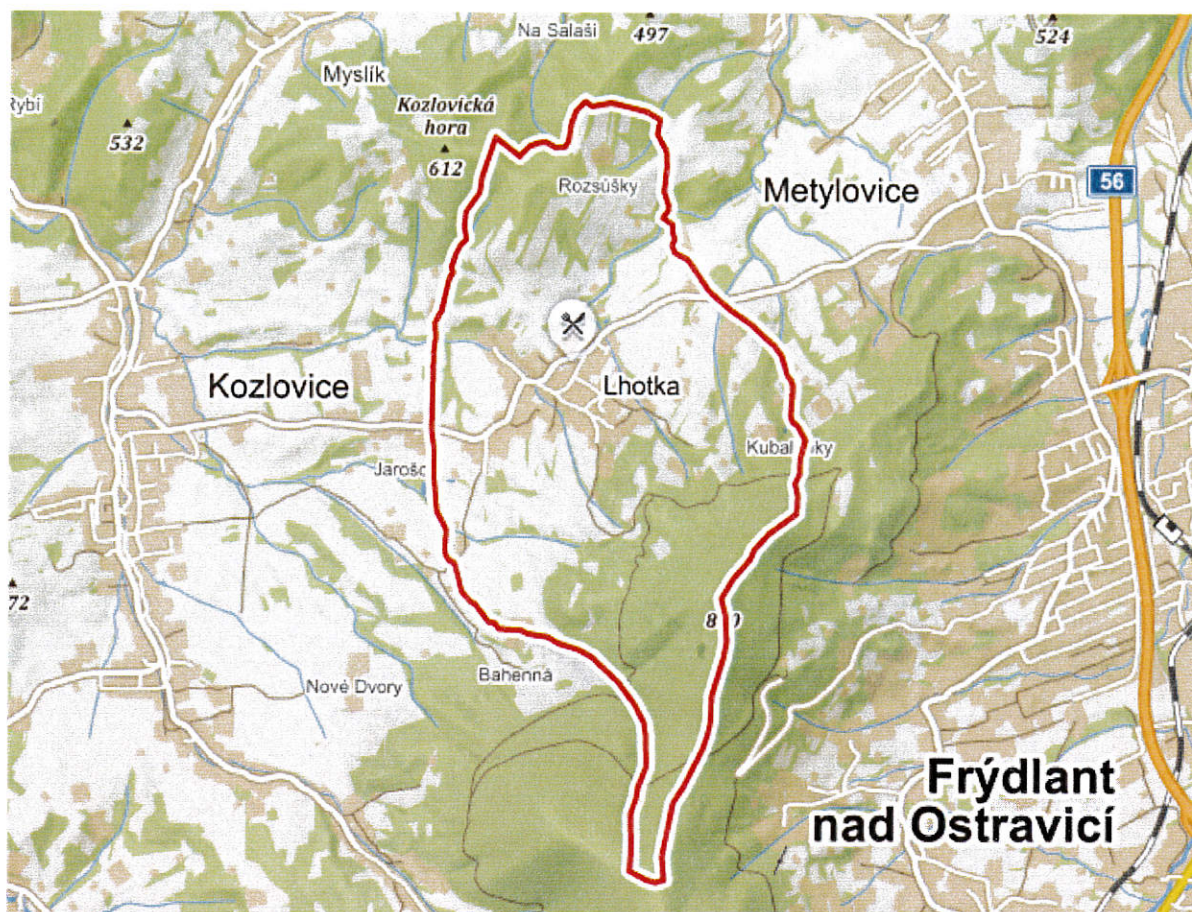 Na Salaši
497
524
Myslík
Rybí
Kozlovická
hora
532
612
Rozsůšky
Metylovice
56
Kozlovice
Lhotka
72
Nové Dvory
Bahenná
Frýdlant
nad Ostravicí